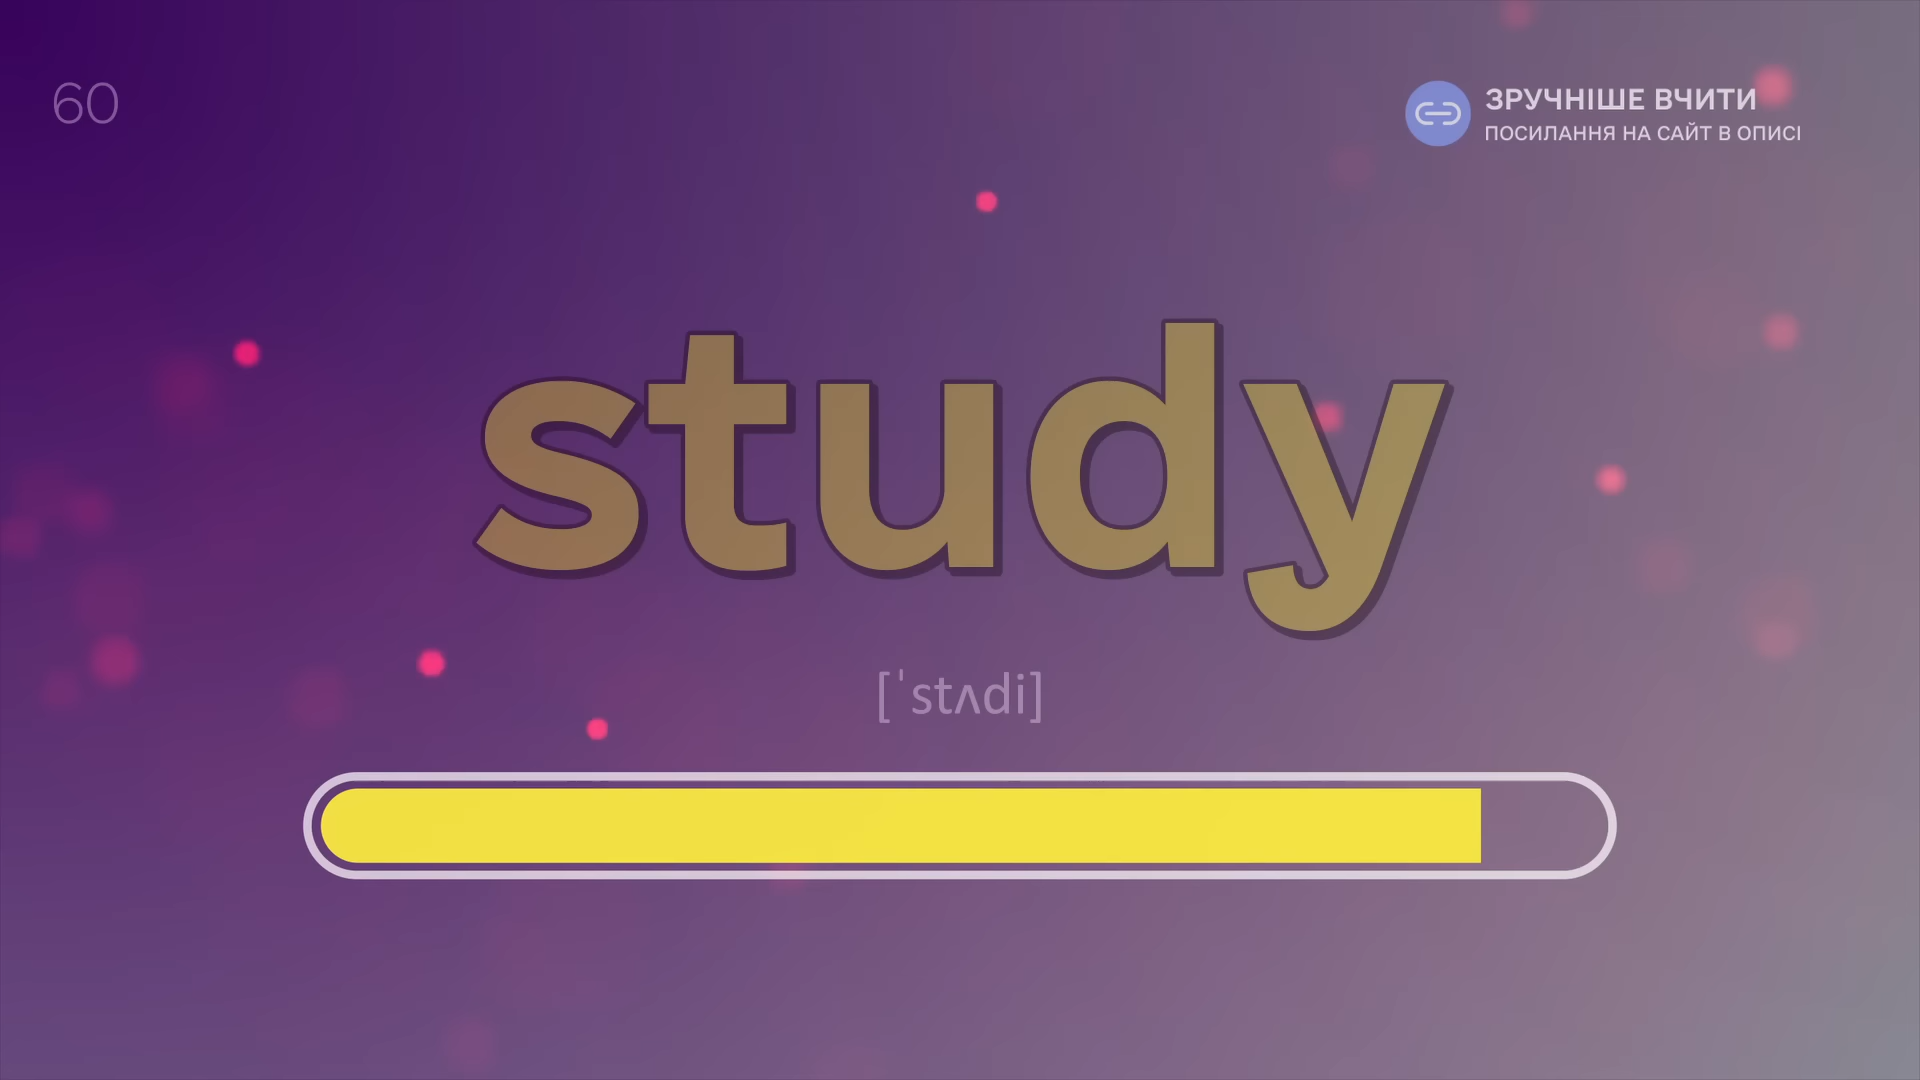 60
ЗРУЧНІШЕ ВЧИТИ
ПОСИЛАННЯ НА САЙТ В ОПИСІ
study
[ˈstʌdi]